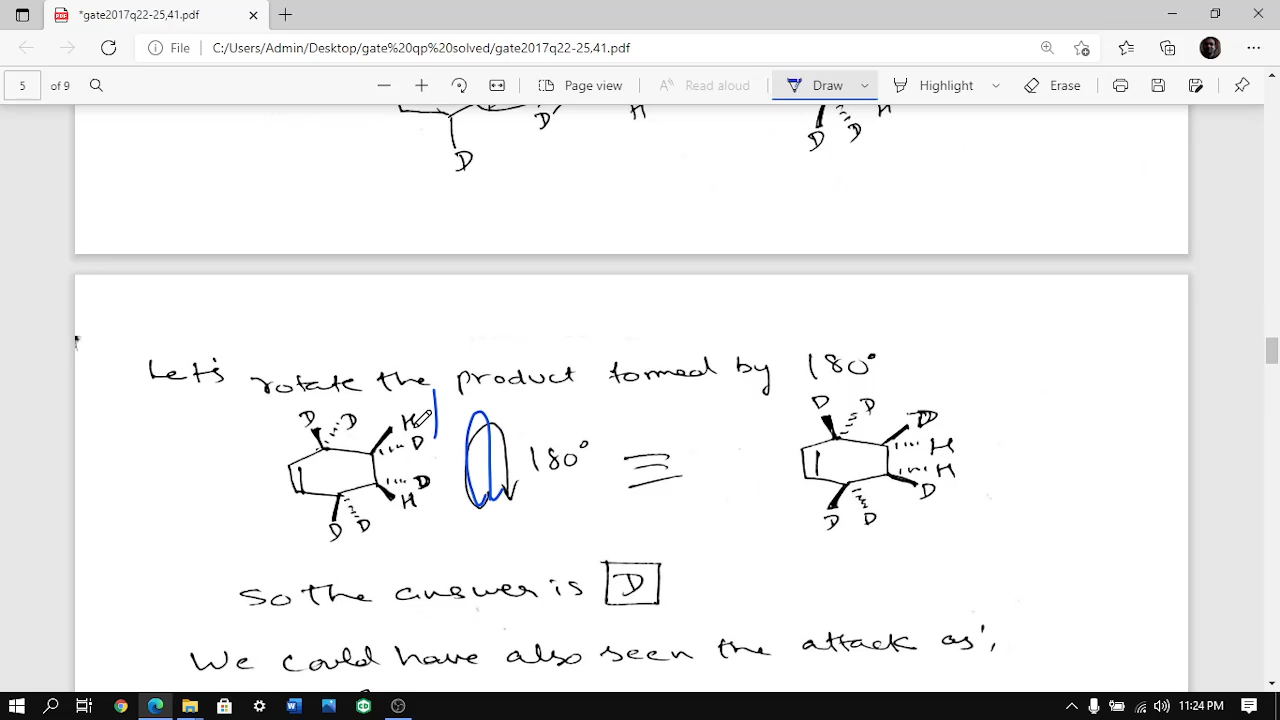 *gate2017q22-25,41.pdf
File C:/Users/Admin/Desktop/gate%20qp%20solved/gate2017q22-25,41.pdf
5 of 9 Page view Read aloud Draw Highlight Erase
D H D D
D
Let's rotate the product formed by 180°
D D H D D H D D
180°
D D D H H D D D
So the answer is D
We could have also seen the attack as',
11:24 PM